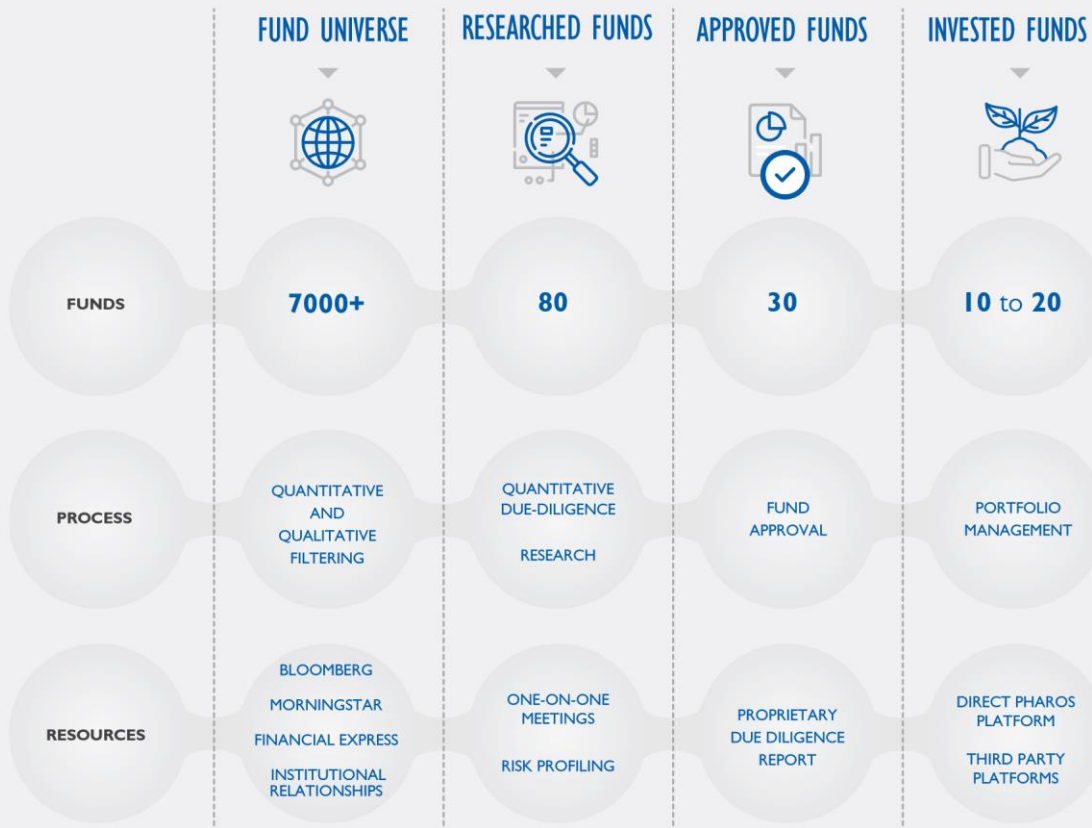 FUND UNIVERSE
RESEARCHED FUNDS
APPROVED FUNDS
INVESTED FUNDS
FUNDS
7000+
80
30
10 to 20
PROCESS
QUANTITATIVE
AND
QUALITATIVE
FILTERING
QUANTITATIVE
DUE-DILIGENCE
RESEARCH
FUND
APPROVAL
PORTFOLIO
MANAGEMENT
RESOURCES
BLOOMBERG
MORNINGSTAR
FINANCIAL EXPRESS
INSTITUTIONAL
RELATIONSHIPS
ONE-ON-ONE
MEETINGS
RISK PROFILING
PROPRIETARY
DUE DILIGENCE
REPORT
DIRECT PHAROS
PLATFORM
THIRD PARTY
PLATFORMS